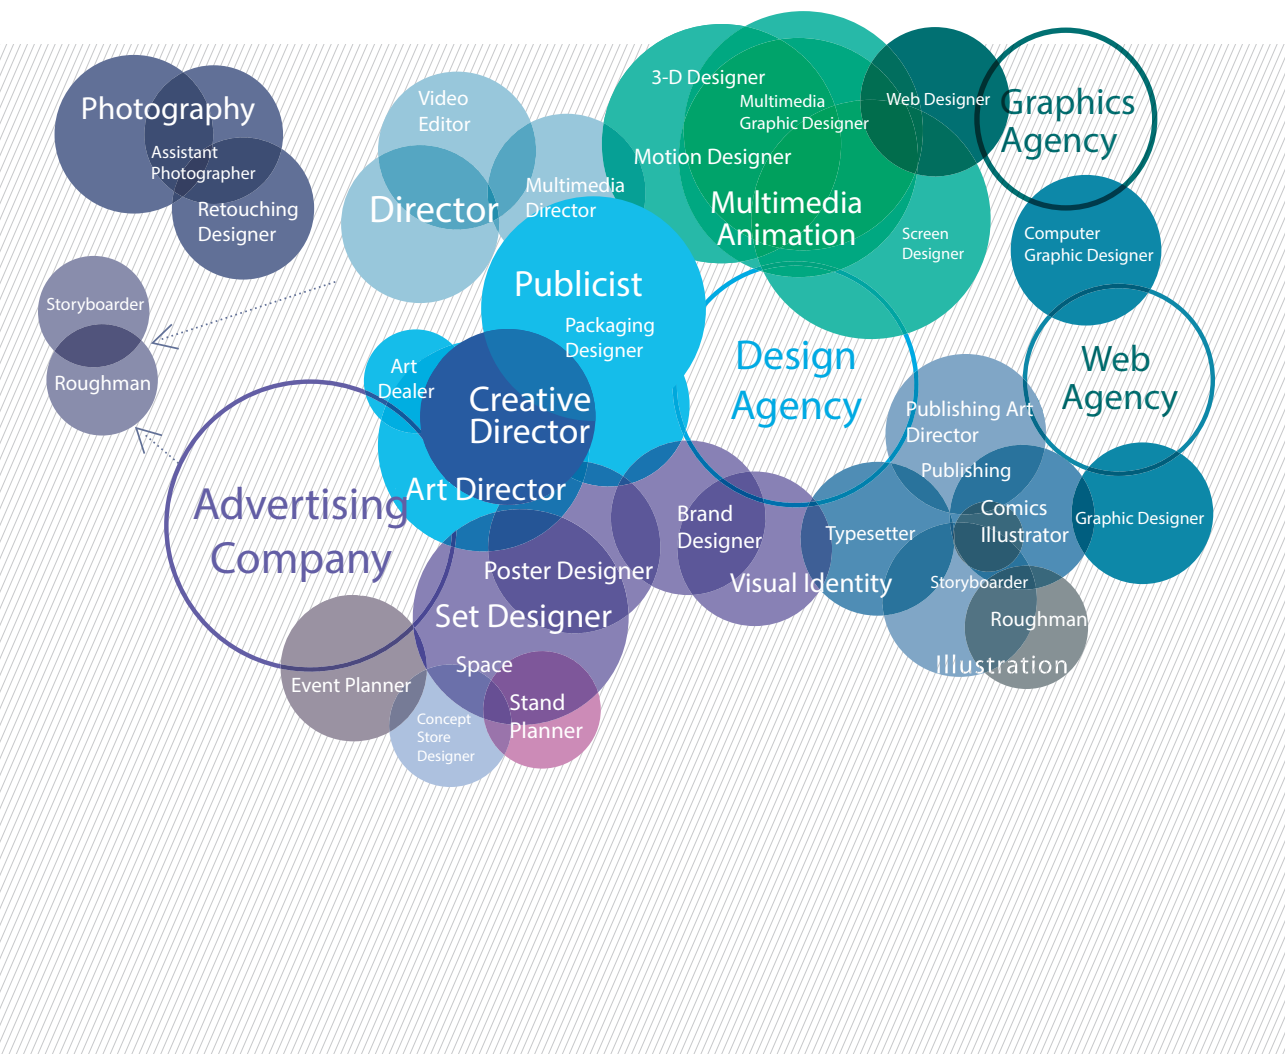 3-D Designer
Multimedia
Graphic Designer
Motion Designer
Multimedia
Animation
Screen
Designer
Web Designer
Graphics
Agency
Photography
Assistant
Photographer
Retouching
Designer
Video
Editor
Director
Multimedia
Director
Computer
Graphic Designer
Storyboarder
Roughman
Publicist
Packaging
Designer
Art
Dealer
Creative
Director
Art Director
Design
Agency
Web
Agency
Publishing Art
Director
Publishing
Comics
Illustrator
Graphic Designer
Advertising
Company
Brand
Designer
Typesetter
Poster Designer
Visual Identity
Storyboarder
Roughman
Illustration
Set Designer
Space
Event Planner
Stand
Planner
Concept
Store
Designer